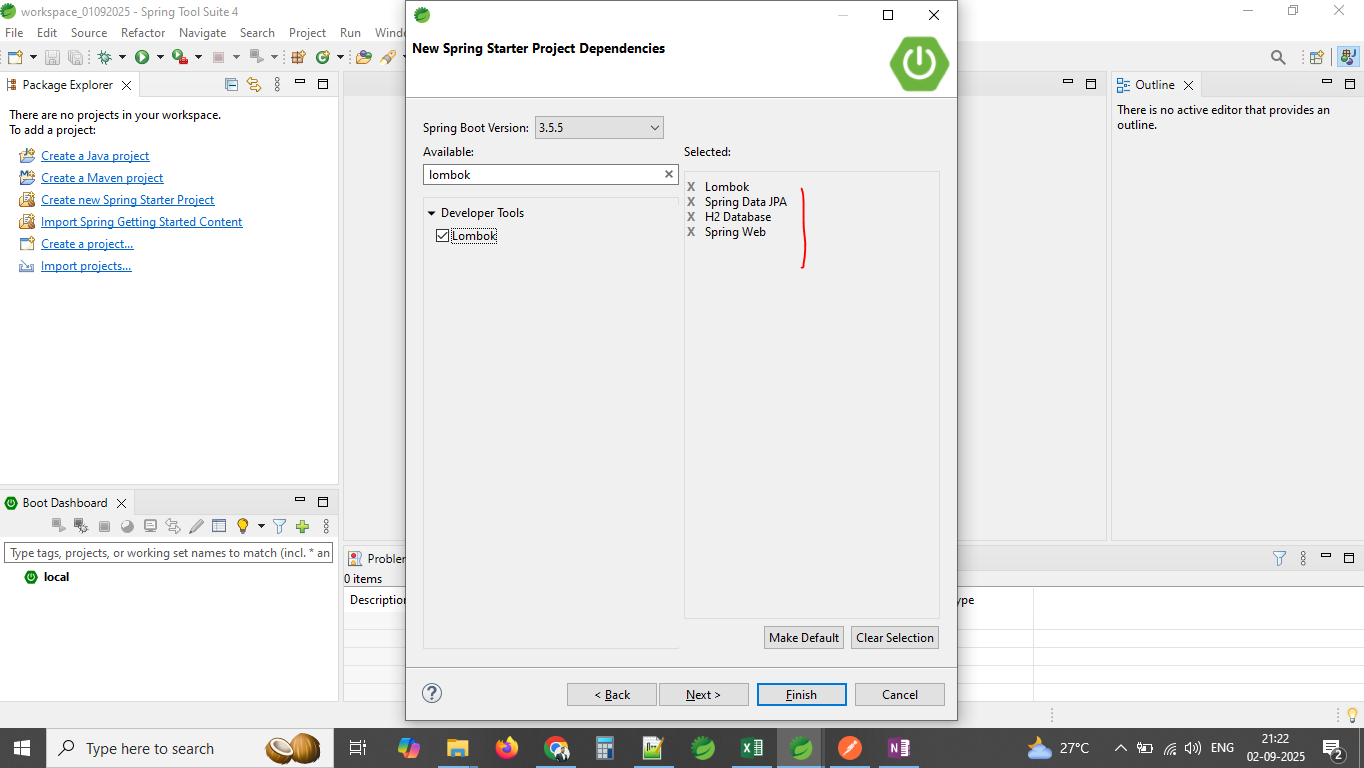 workspace_01092025 - Spring Tool Suite 4
File Edit Source Refactor Navigate Search Project Run
New Spring Starter Project Dependencies
Package Explorer
There are no projects in your workspace.
To add a project:
Create a Java project
Create a Maven project
Create new Spring Starter Project
Import Spring Getting Started Content
Create a project...
Import projects...
Spring Boot Version: 3.5.5
Available:
lombok
Developer Tools
Lombok
Selected:
X Lombok
X Spring Data JPA
X H2 Database
X Spring Web
Make Default Clear Selection
< Back Next > Finish Cancel
Outline
There is no active editor that provides an
outline.
Boot Dashboard
Type tags, projects, or working set names to match (incl. * an
local
0 items
Type here to search
27°C
ENG
21:22
02-09-2025
2